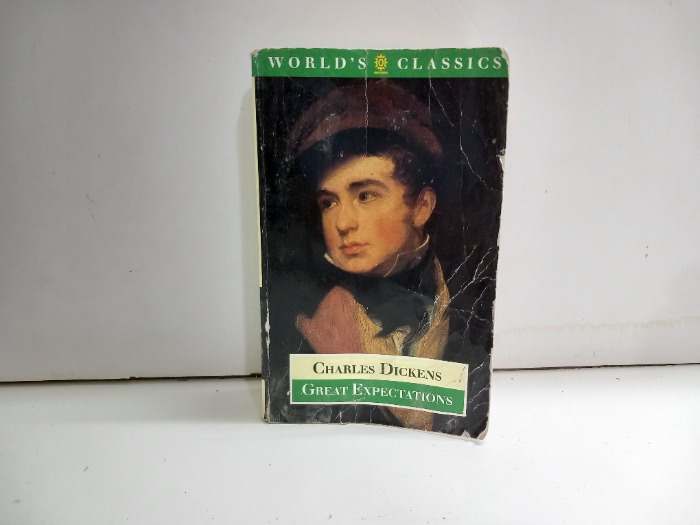 WORLD'S CLASSICS
CHARLES DICKENS
GREAT EXPECTATIONS